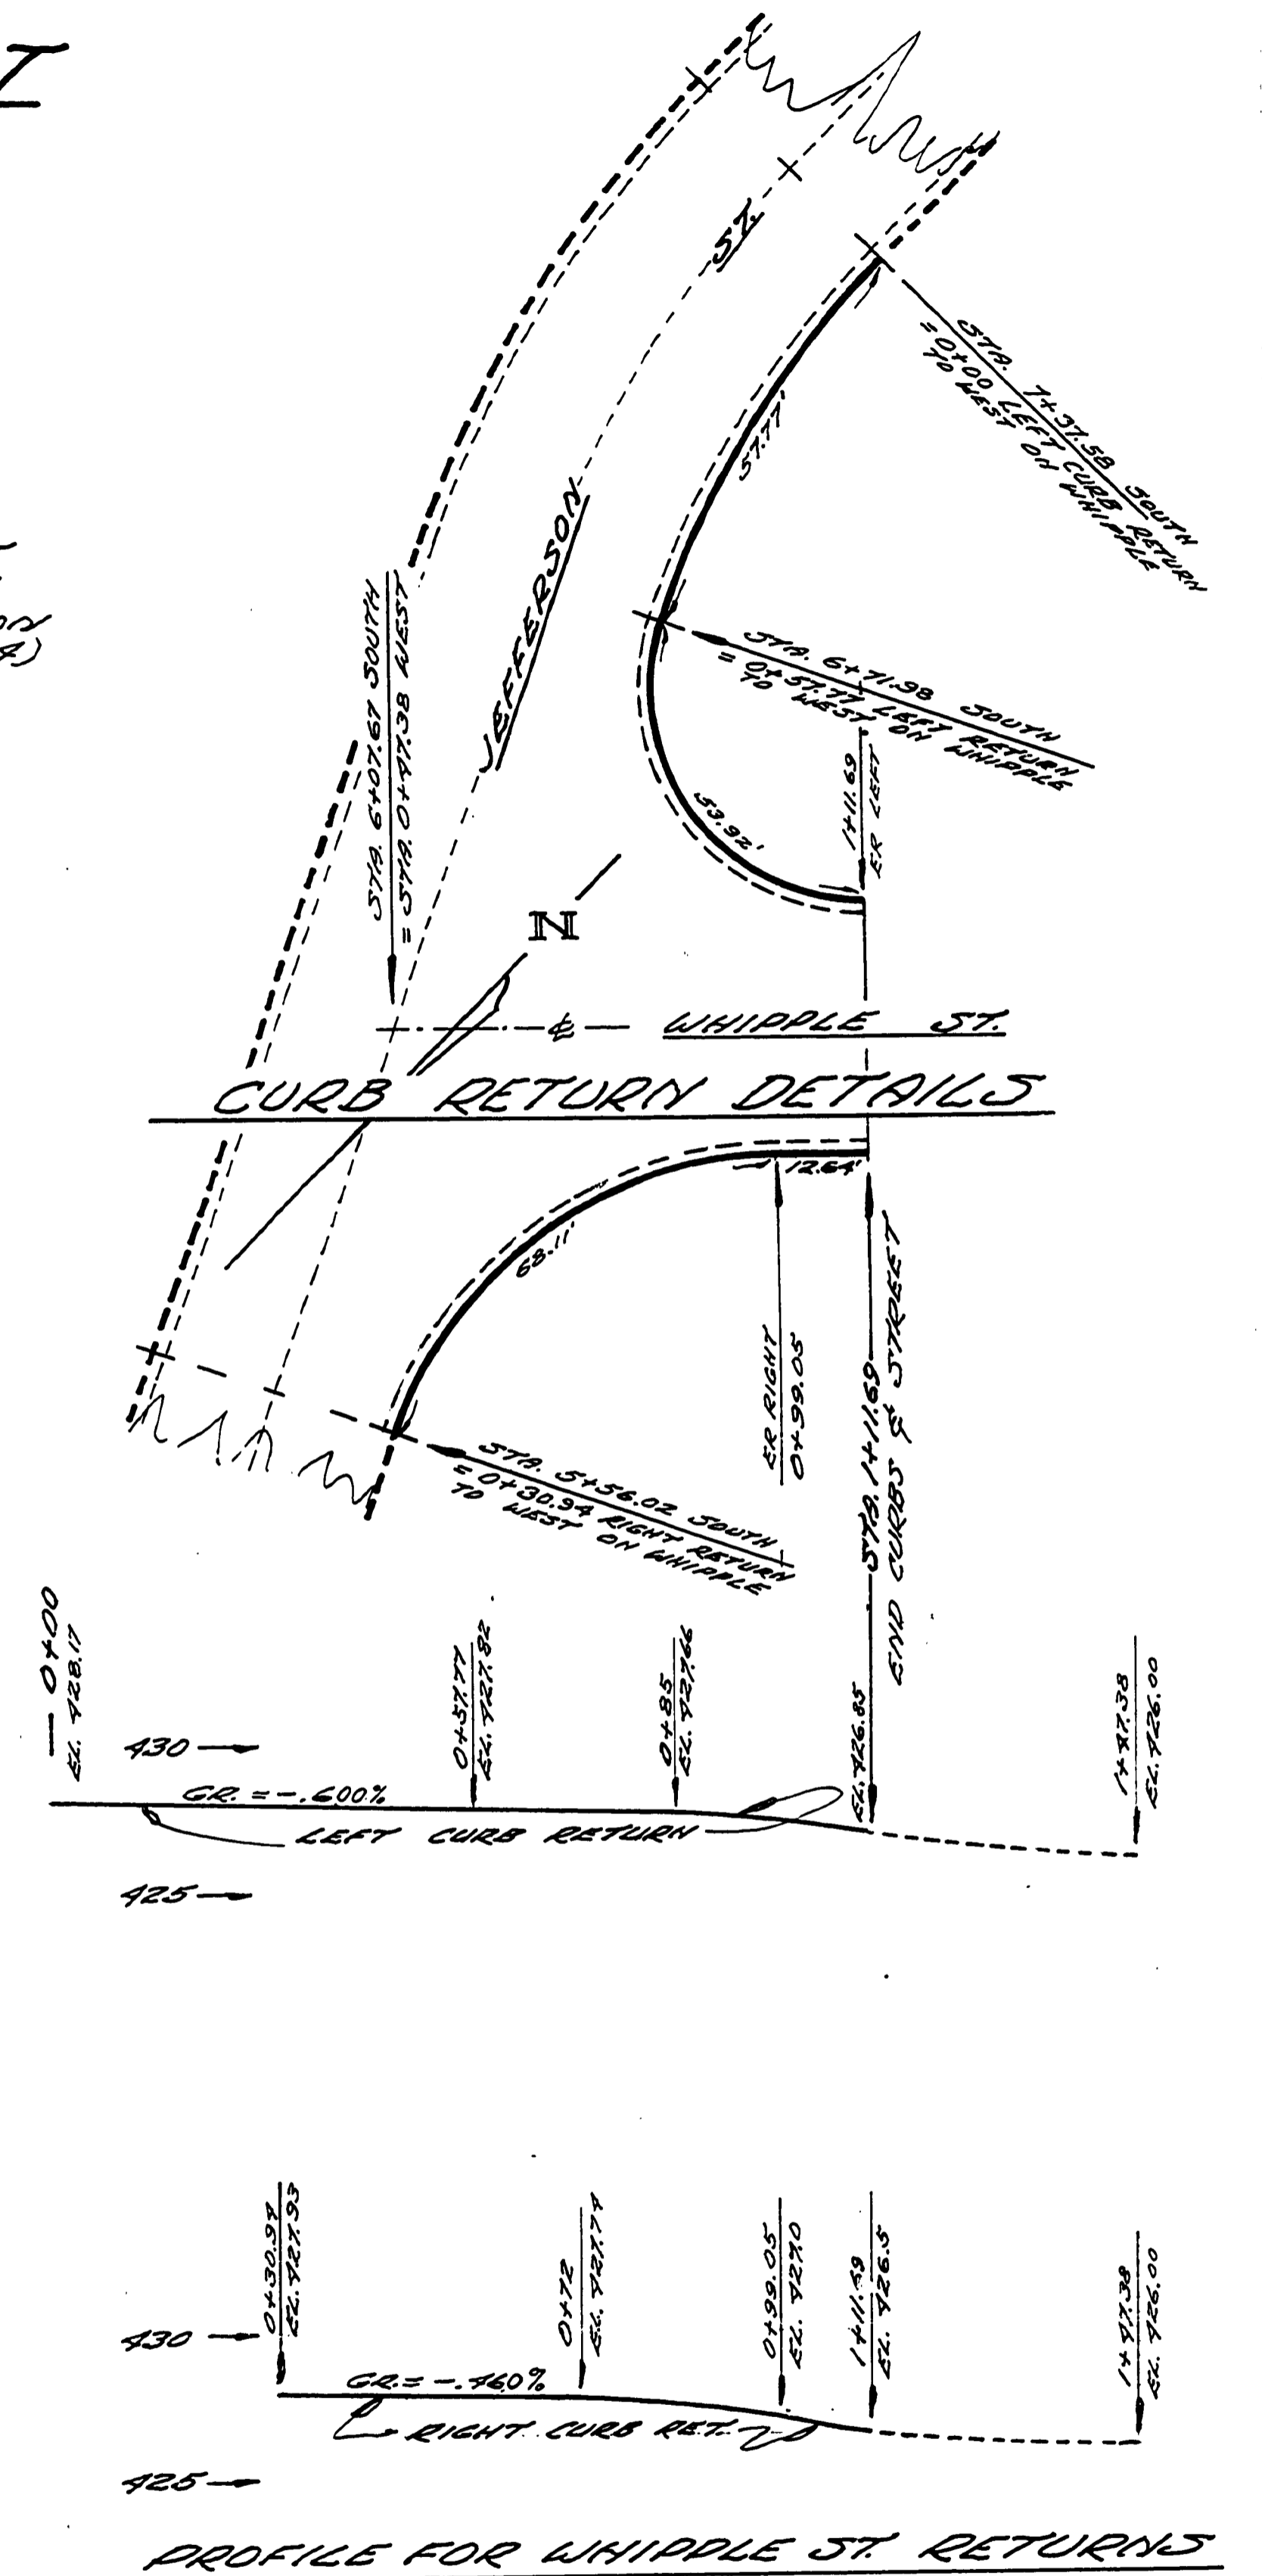 T
ST.
STA. 7+37.58 SOUTH
= 0+00 LEFT CURB RETURN
TO WEST ON WHIPPLE
57.77'
JEFFERSON
STA. 6+07.67 SOUTH
= STA. 0+47.38 WEST
STA. 6+71.98 SOUTH
= 0+57.77 LEFT RETURN
TO WEST ON WHIPPLE
53.92'
1+11.69
ER LEFT
N
℄
WHIPPLE ST.
CURB RETURN DETAILS
12.64'
68.11'
ER RIGHT
0+99.05
STA. 1+11.69
END CURBS & STREET
STA. 5+56.02 SOUTH
= 0+30.94 RIGHT RETURN
TO WEST ON WHIPPLE
0+00
EL. 428.17
0+57.77
EL. 427.82
0+85
EL. 427.66
EL. 426.85
1+47.38
EL. 426.00
430
GR. = -.600%
LEFT CURB RETURN
425
0+30.94
EL. 427.93
0+72
EL. 427.74
0+99.05
EL. 427.0
1+11.69
EL. 426.5
1+47.38
EL. 426.00
430
GR. = -.460%
RIGHT CURB RET.
425
PROFILE FOR WHIPPLE ST. RETURNS